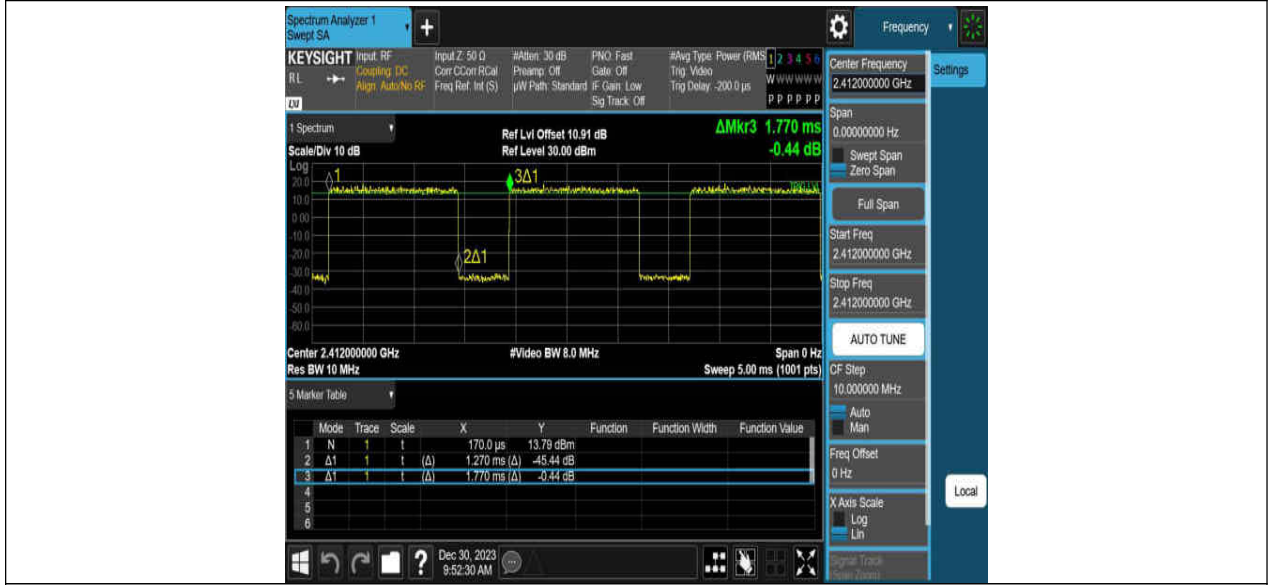 Spectrum Analyzer 1
Swept SA
+
Frequency
KEYSIGHT
RL
LXI
Input: RF
Coupling: DC
Align: Auto/No RF
Input Z: 50 Ω
Corr CCorr RCal
Freq Ref: Int (S)
#Atten: 30 dB
Preamp: Off
µW Path: Standard
PNO: Fast
Gate: Off
IF Gain: Low
Sig Track: Off
#Avg Type: Power (RMS
Trig: Video
Trig Delay: -200.0 µs
1 2 3 4 5 6
W W W W W W
P P P P P P
1 Spectrum
Scale/Div 10 dB
Ref Lvl Offset 10.91 dB
Ref Level 30.00 dBm
ΔMkr3 1.770 ms
-0.44 dB
Log
20.0
10.0
0.00
-10.0
-20.0
-30.0
-40.0
-50.0
-60.0
1
2Δ1
3Δ1
Center 2.412000000 GHz
Res BW 10 MHz
#Video BW 8.0 MHz
Span 0 Hz
Sweep 5.00 ms (1001 pts)
5 Marker Table
Mode Trace Scale X Y Function Function Width Function Value
1 N 1 t 170.0 µs 13.79 dBm
2 Δ1 1 t (Δ) 1.270 ms (Δ) -45.44 dB
3 Δ1 1 t (Δ) 1.770 ms (Δ) -0.44 dB
4
5
6
Dec 30, 2023
9:52:30 AM
Center Frequency
2.412000000 GHz
Span
0.00000000 Hz
Swept Span
Zero Span
Full Span
Start Freq
2.412000000 GHz
Stop Freq
2.412000000 GHz
AUTO TUNE
CF Step
10.000000 MHz
Auto
Man
Freq Offset
0 Hz
X Axis Scale
Log
Lin
Signal Track
(Span Zoom)
Settings
Local